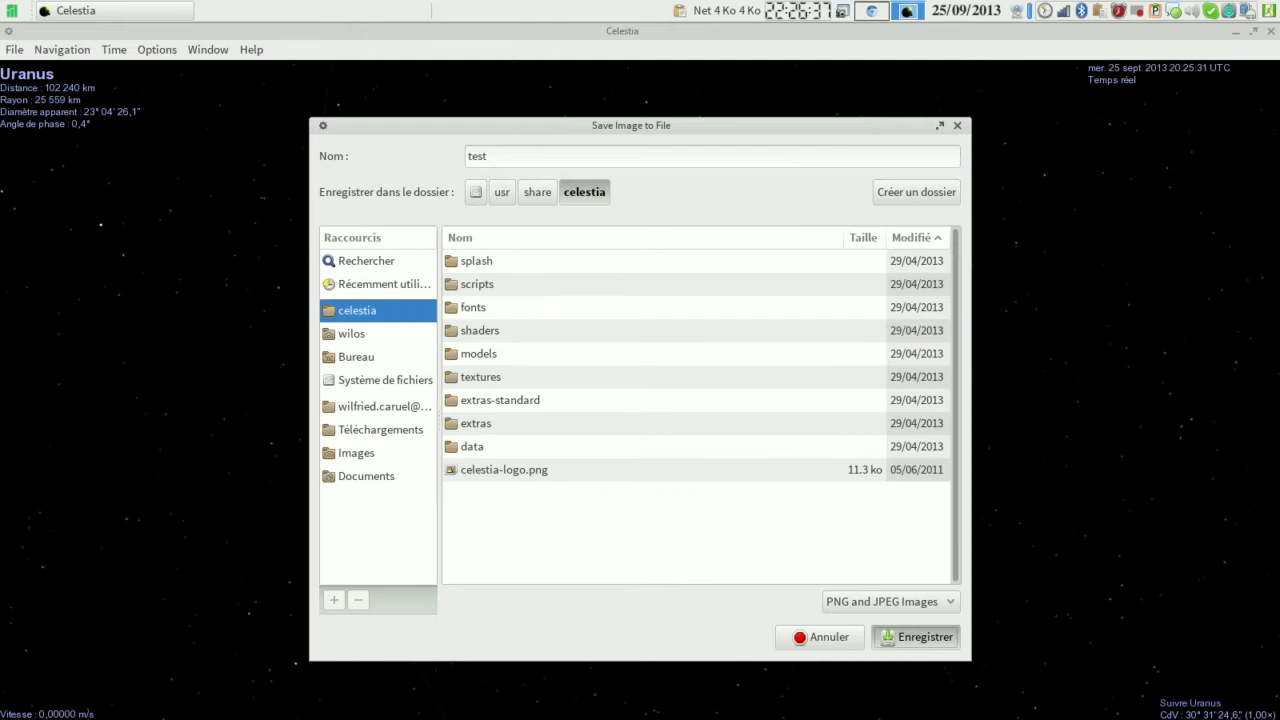 Celestia
Net 4 Ko 4 Ko 22:26:37 25/09/2013
Celestia
File Navigation Time Options Window Help
Uranus
Distance : 102 240 km
Rayon : 25 559 km
Diamètre apparent : 23° 04' 26,1"
Angle de phase : 0,4°
mer. 25 sept. 2013 20:25:31 UTC
Temps réel
Save Image to File
Nom : test
Enregistrer dans le dossier : usr share celestia Créer un dossier
Raccourcis
Rechercher
Récemment utili...
celestia
wilos
Bureau
Système de fichiers
wilfried.caruel@...
Téléchargements
Images
Documents
Nom Taille Modifié
splash 29/04/2013
scripts 29/04/2013
fonts 29/04/2013
shaders 29/04/2013
models 29/04/2013
textures 29/04/2013
extras-standard 29/04/2013
extras 29/04/2013
data 29/04/2013
celestia-logo.png 11.3 ko 05/06/2011
PNG and JPEG Images
Annuler Enregistrer
Vitesse : 0,00000 m/s
Suivre Uranus
CdV : 30° 31' 24,6" (1,00×)